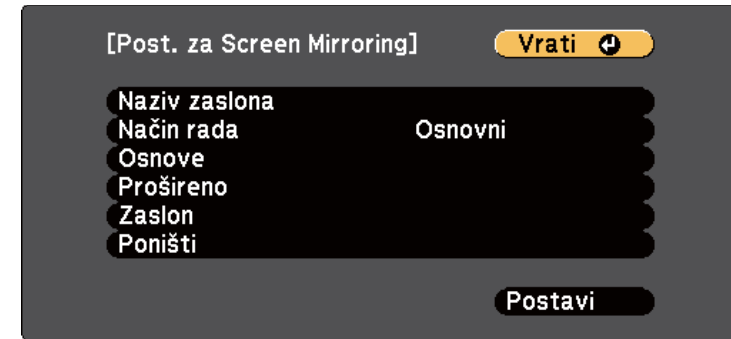 [Post. za Screen Mirroring] Vrati
Naziv zaslona
Način rada Osnovni
Osnove
Prošireno
Zaslon
Poništi
Postavi